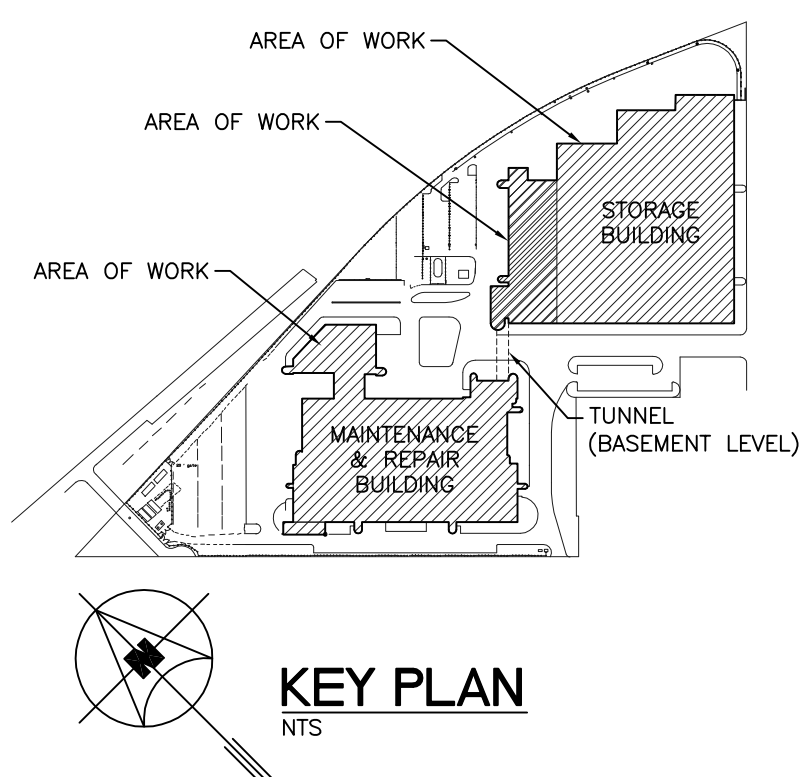 AREA OF WORK
AREA OF WORK
STORAGE
BUILDING
AREA OF WORK
TUNNEL
(BASEMENT LEVEL)
MAINTENANCE
& REPAIR
BUILDING
N
KEY PLAN
NTS